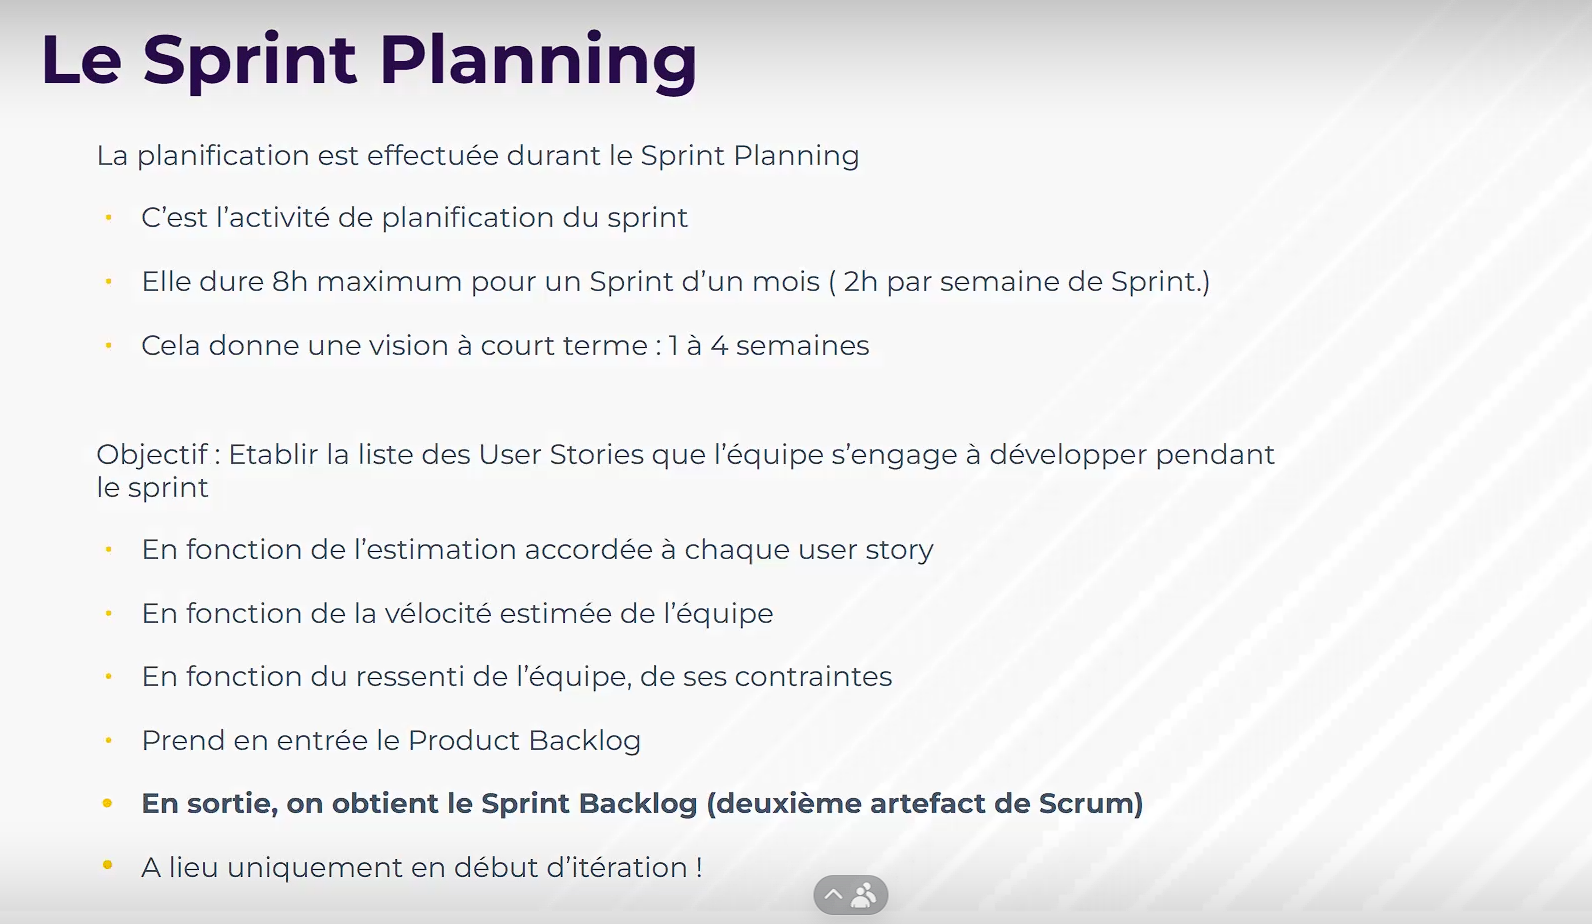 Le Sprint Planning
La planification est effectuée durant le Sprint Planning
C’est l’activité de planification du sprint
Elle dure 8h maximum pour un Sprint d’un mois ( 2h par semaine de Sprint.)
Cela donne une vision à court terme : 1 à 4 semaines
Objectif : Etablir la liste des User Stories que l’équipe s’engage à développer pendant
le sprint
En fonction de l’estimation accordée à chaque user story
En fonction de la vélocité estimée de l’équipe
En fonction du ressenti de l’équipe, de ses contraintes
Prend en entrée le Product Backlog
En sortie, on obtient le Sprint Backlog (deuxième artefact de Scrum)
A lieu uniquement en début d’itération !